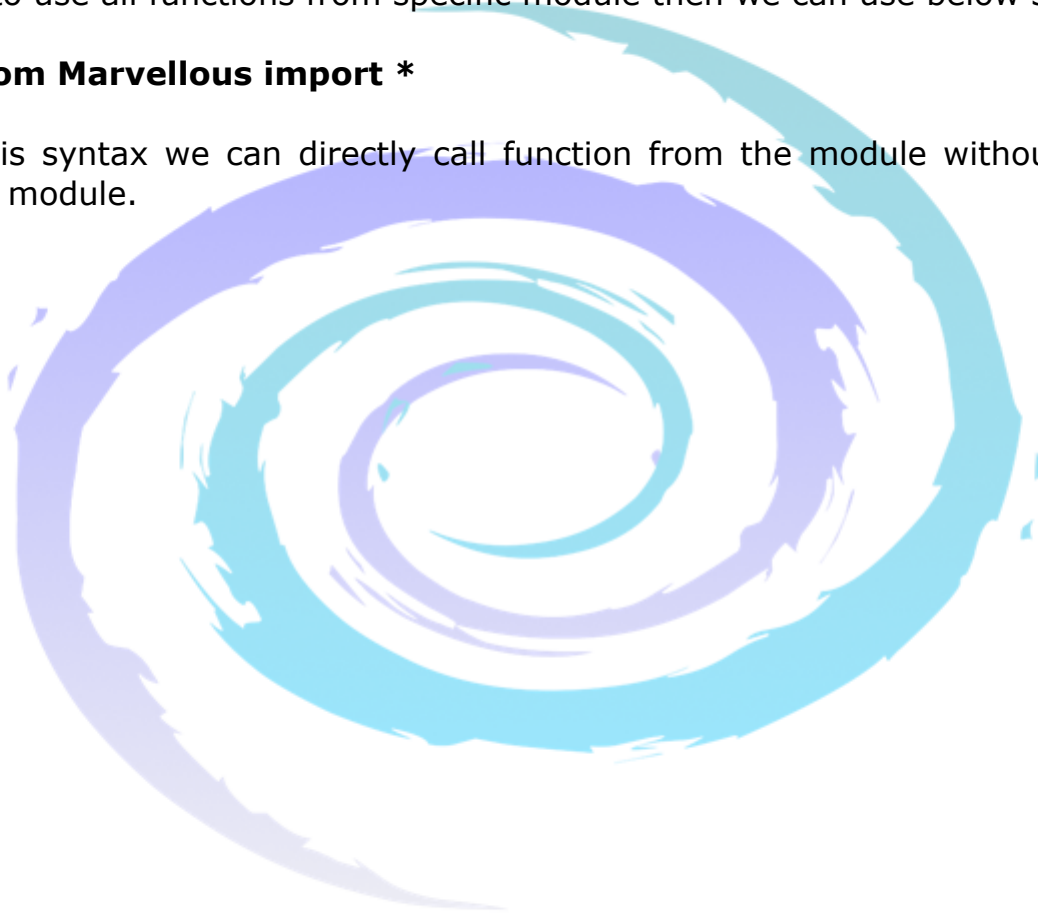 to use all functions from specific module then we can use below s
om Marvellous import *
is syntax we can directly call function from the module withou
module.